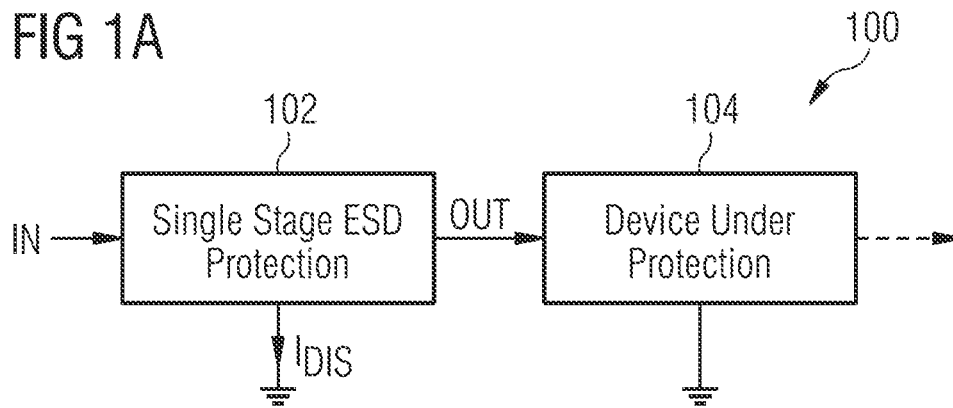 FIG 1A
100
102
104
IN
Single Stage ESD
Protection
OUT
Device Under
Protection
IDIS